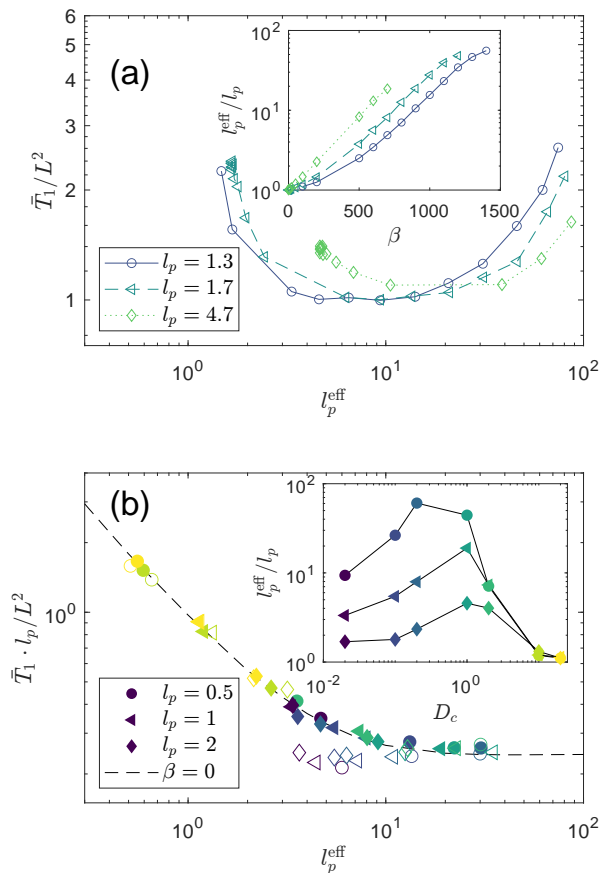 (a)
6
5
4
3
2
1
T̄₁/L²
10⁰
10¹
10²
l_p^eff
l_p = 1.3
l_p = 1.7
l_p = 4.7
10²
10¹
10⁰
l_p^eff/l_p
500
1000
1500
β
(b)
10⁰
T̄₁ · l_p/L²
10⁰
10¹
10²
l_p^eff
l_p = 0.5
l_p = 1
l_p = 2
β = 0
10²
10¹
10⁰
l_p^eff/l_p
10⁻²
10⁰
D_c